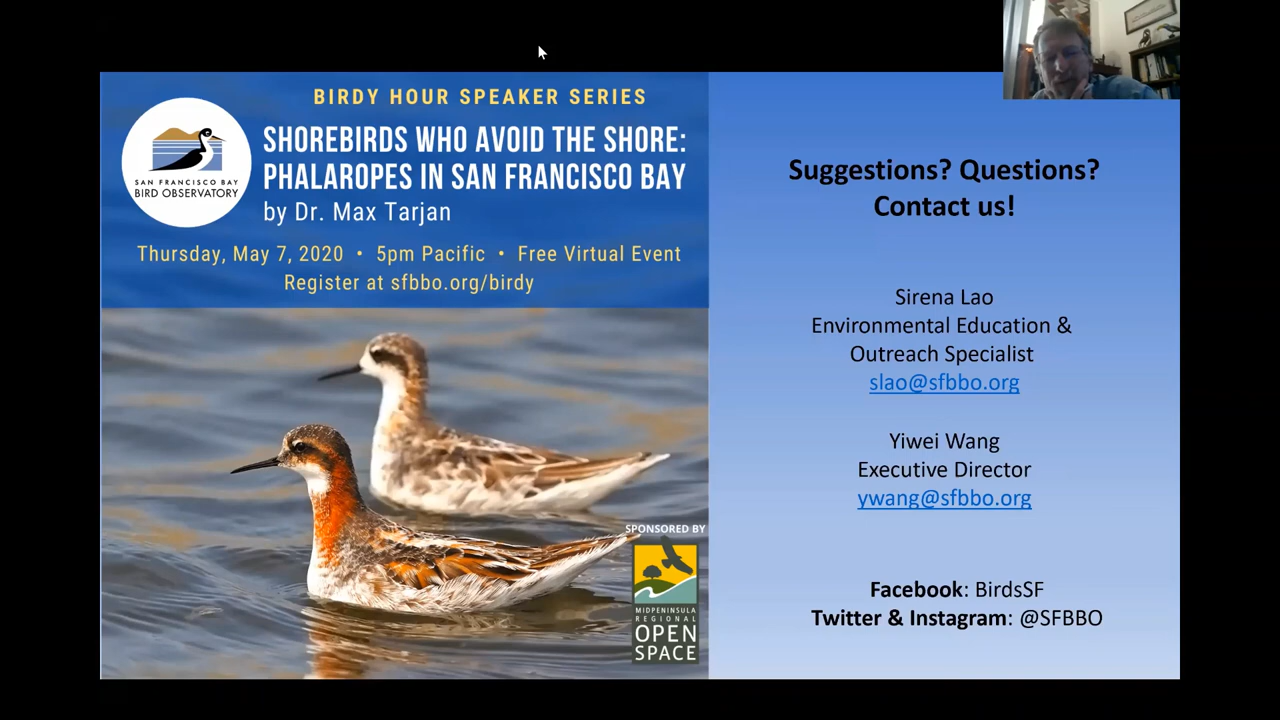 BIRDY HOUR SPEAKER SERIES
SHOREBIRDS WHO AVOID THE SHORE:
PHALAROPES IN SAN FRANCISCO BAY
by Dr. Max Tarjan
SAN FRANCISCO BAY
BIRD OBSERVATORY
Thursday, May 7, 2020 • 5pm Pacific • Free Virtual Event
Register at sfbbo.org/birdy
SPONSORED BY
MIDPENINSULA
REGIONAL
OPEN
SPACE
Suggestions? Questions?
Contact us!
Sirena Lao
Environmental Education &
Outreach Specialist
slao@sfbbo.org
Yiwei Wang
Executive Director
ywang@sfbbo.org
Facebook: BirdsSF
Twitter & Instagram: @SFBBO